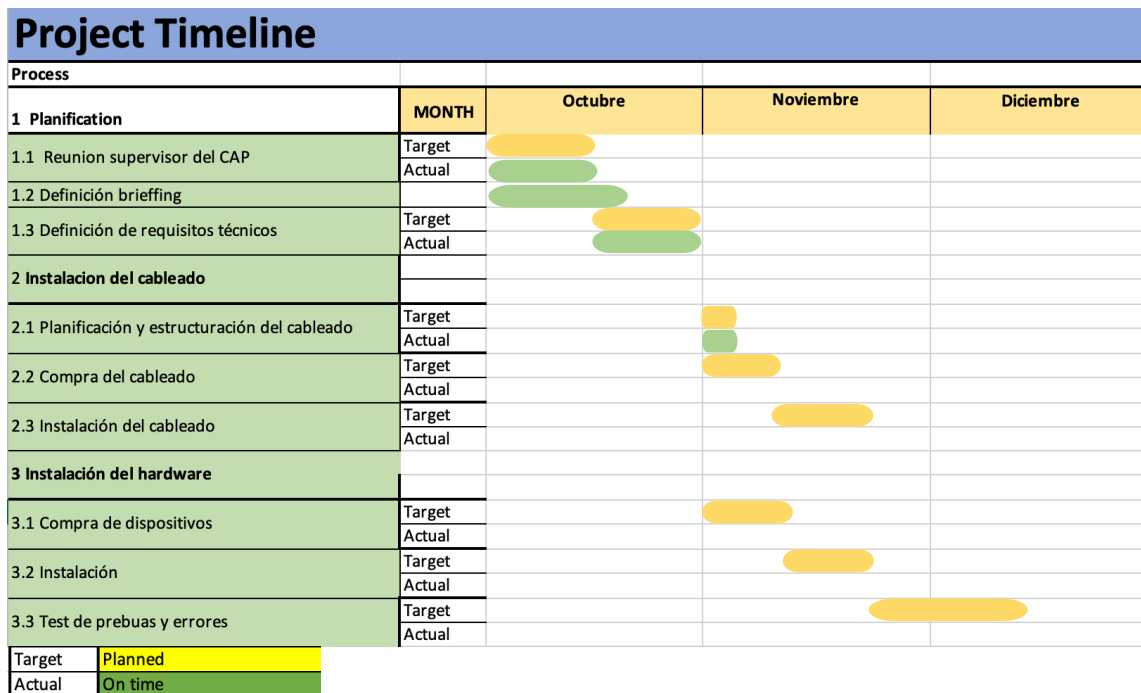 Project Timeline
Process
1 Planification
MONTH
Octubre
Noviembre
Diciembre
1.1 Reunion supervisor del CAP
Target
Actual
1.2 Definición brieffing
1.3 Definición de requisitos técnicos
Target
Actual
2 Instalacion del cableado
2.1 Planificación y estructuración del cableado
Target
Actual
2.2 Compra del cableado
Target
Actual
2.3 Instalación del cableado
Target
Actual
3 Instalación del hardware
3.1 Compra de dispositivos
Target
Actual
3.2 Instalación
Target
Actual
3.3 Test de prebuas y errores
Target
Actual
Target Planned
Actual On time